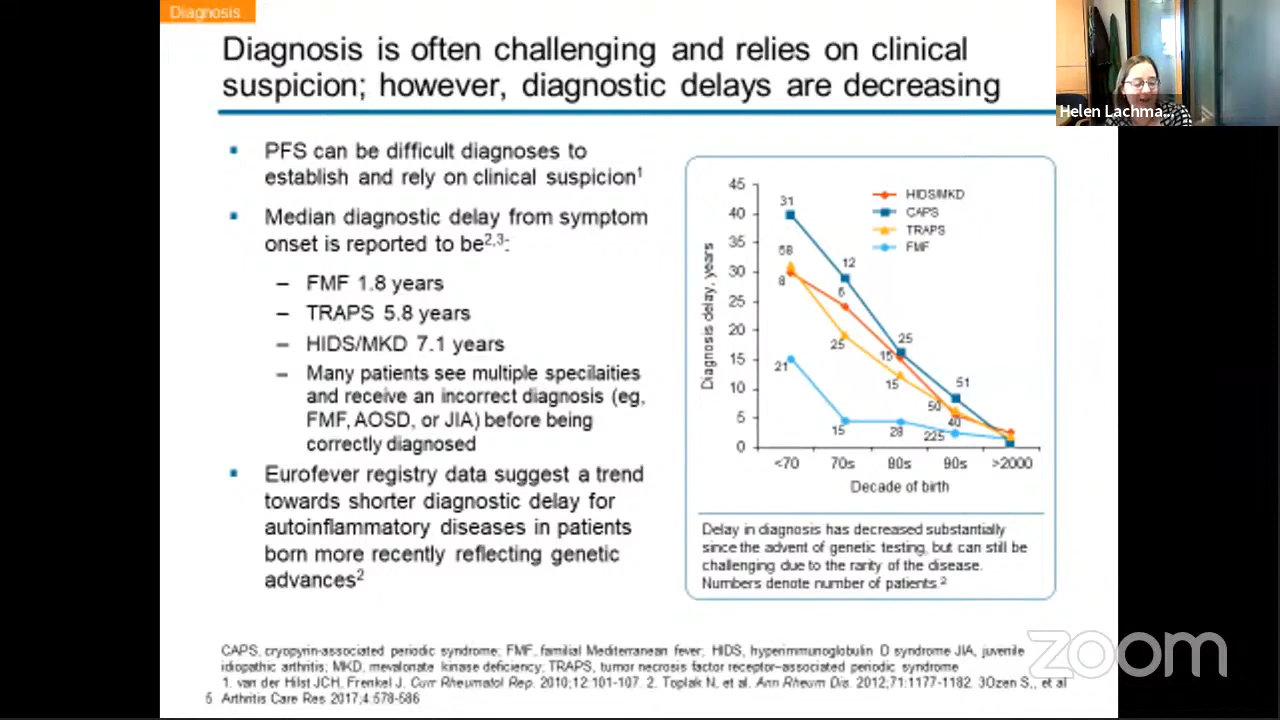 Diagnosis
Diagnosis is often challenging and relies on clinical
suspicion; however, diagnostic delays are decreasing
Helen Lachma...
▪ PFS can be difficult diagnoses to
establish and rely on clinical suspicion1
▪ Median diagnostic delay from symptom
onset is reported to be2,3:
– FMF 1.8 years
– TRAPS 5.8 years
– HIDS/MKD 7.1 years
– Many patients see multiple specilaities
and receive an incorrect diagnosis (eg,
FMF, AOSD, or JIA) before being
correctly diagnosed
▪ Eurofever registry data suggest a trend
towards shorter diagnostic delay for
autoinflammatory diseases in patients
born more recently reflecting genetic
advances2
Diagnosis delay, years
45
40
35
30
25
20
15
10
5
0
HIDS/MKD
CAPS
TRAPS
FMF
31
58
8
21
12
6
25
15
25
15
15
28
51
50
40
225
<70 70s 80s 90s >2000
Decade of birth
Delay in diagnosis has decreased substantially
since the advent of genetic testing, but can still be
challenging due to the rarity of the disease.
Numbers denote number of patients.2
CAPS, cryopyrin-associated periodic syndrome; FMF, familial Mediterranean fever; HIDS, hyperimmunoglobulin D syndrome JIA, juvenile
idiopathic arthritis; MKD, mevalonate kinase deficiency; TRAPS, tumor necrosis factor receptor–associated periodic syndrome
1. van der Hilst JCH, Frenkel J. Curr Rheumatol Rep. 2010;12:101-107. 2. Toplak N, et al. Ann Rheum Dis. 2012;71:1177-1182. 3Ozen S,, et al
5 Arthritis Care Res 2017;4:578-586
zoom